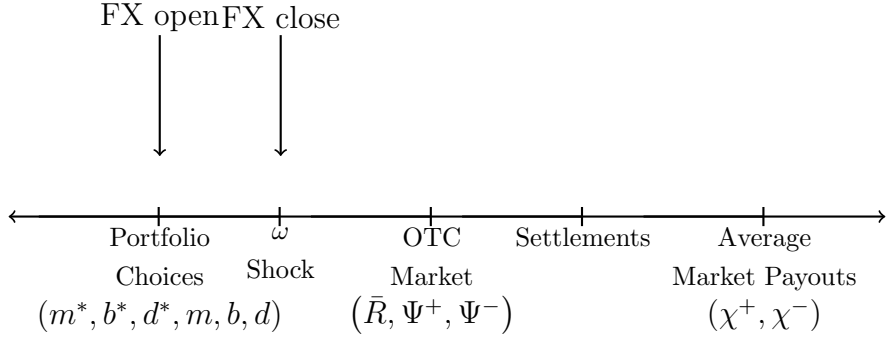 FX open FX close
Portfolio Choices
ω Shock
OTC Market
Settlements
Average Market Payouts
(m*, b*, d*, m, b, d)
(R̄, Ψ⁺, Ψ⁻)
(χ⁺, χ⁻)